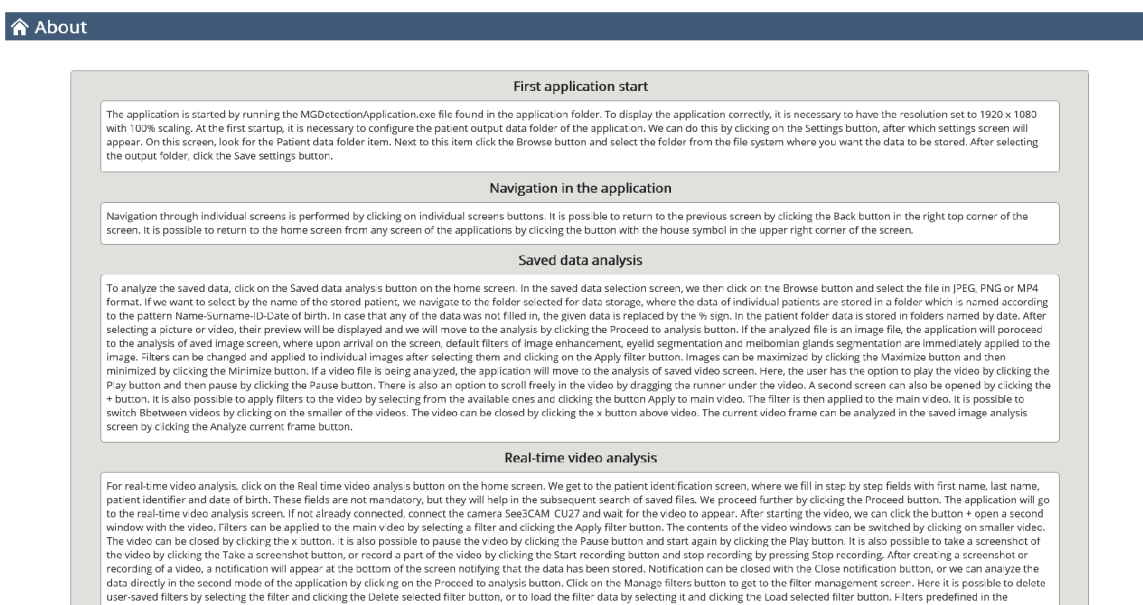 About
First application start
The application is started by running the MGDetectionApplication.exe file found in the application folder. To display the application correctly, it is necessary to have the resolution set to 1920 x 1080
with 100% scaling. At the first startup, it is necessary to configure the patient output data folder of the application. We can do this by clicking on the Settings button, after which settings screen will
appear. On this screen, look for the Patient data folder item. Next to this item click the Browse button and select the folder from the file system where you want the data to be stored. After selecting
the output folder, click the Save settings button.
Navigation in the application
Navigation through individual screens is performed by clicking on individual screens buttons. It is possible to return to the previous screen by clicking the Back button in the right top corner of the
screen. It is possible to return to the home screen from any screen of the applications by clicking the button with the house symbol in the upper right corner of the screen.
Saved data analysis
To analyze the saved data, click on the Saved data analysis button on the home screen. In the saved data selection screen, we then click on the Browse button and select the file in JPEG, PNG or MP4
format. If we want to select by the name of the stored patient, we navigate to the folder selected for data storage, where the data of individual patients are stored in a folder which is named according
to the pattern Name-Surname-ID-Date of birth. In case that any of the data was not filled in, the given data is replaced by the % sign. In the patient folder data is stored in folders named by date. After
selecting a picture or video, their preview will be displayed and we will move to the analysis by clicking the Proceed to analysis button. If the analyzed file is an image file, the application will poroceed
to the analysis of aved image screen, where upon arrival on the screen, default filters of image enhancement, eyelid segmentation and meibomian glands segmentation are immediately applied to the
image. Filters can be changed and applied to individual images after selecting them and clicking on the Apply filter button. Images can be maximized by clicking the Maximize button and then
minimized by clicking the Minimize button. If a video file is being analyzed, the application will move to the analysis of saved video screen. Here, the user has the option to play the video by clicking the
Play button and then pause by clicking the Pause button. There is also an option to scroll freely in the video by dragging the runner under the video. A second screen can also be opened by clicking the
+ button. It is also possible to apply filters to the video by selecting from the available ones and clicking the button Apply to main video. The filter is then applied to the main video. It is possible to
switch Bbetween videos by clicking on the smaller of the videos. The video can be closed by clicking the x button above video. The current video frame can be analyzed in the saved image analysis
screen by clicking the Analyze current frame button.
Real-time video analysis
For real-time video analysis, click on the Real time video analysis button on the home screen. We get to the patient identification screen, where we fill in step by step fields with first name, last name,
patient identifier and date of birth. These fields are not mandatory, but they will help in the subsequent search of saved files. We proceed further by clicking the Proceed button. The application will go
to the real-time video analysis screen. If not already connected, connect the camera See3CAM_CU27 and wait for the video to appear. After starting the video, we can click the button + open a second
window with the video. Filters can be applied to the main video by selecting a filter and clicking the Apply filter button. The contents of the video windows can be switched by clicking on smaller video.
The video can be closed by clicking the x button. It is also possible to pause the video by clicking the Pause button and start again by clicking the Play button. It is also possible to take a screenshot of
the video by clicking the Take a screenshot button, or record a part of the video by clicking the Start recording button and stop recording by pressing Stop recording. After creating a screenshot or
recording of a video, a notification will appear at the bottom of the screen notifying that the data has been stored. Notification can be closed with the Close notification button, or we can analyze the
data directly in the second mode of the application by clicking on the Proceed to analysis button. Click on the Manage filters button to get to the filter management screen. Here it is possible to delete
user-saved filters by selecting the filter and clicking the Delete selected filter button, or to load the filter data by selecting it and clicking the Load selected filter button. Filters predefined in the